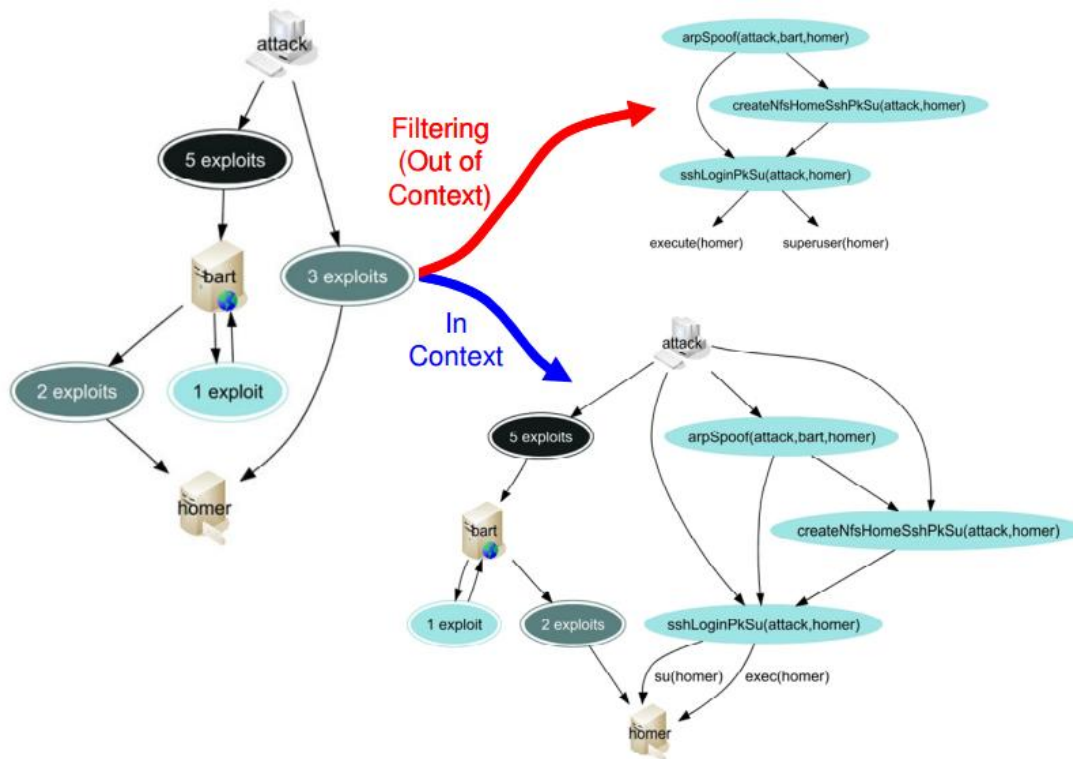 attack
5 exploits
bart
3 exploits
2 exploits
1 exploit
homer
Filtering
(Out of
Context)
In
Context
arpSpoof(attack,bart,homer)
createNfsHomeSshPkSu(attack,homer)
sshLoginPkSu(attack,homer)
execute(homer)
superuser(homer)
attack
5 exploits
arpSpoof(attack,bart,homer)
bart
createNfsHomeSshPkSu(attack,homer)
1 exploit
2 exploits
sshLoginPkSu(attack,homer)
su(homer)
exec(homer)
homer